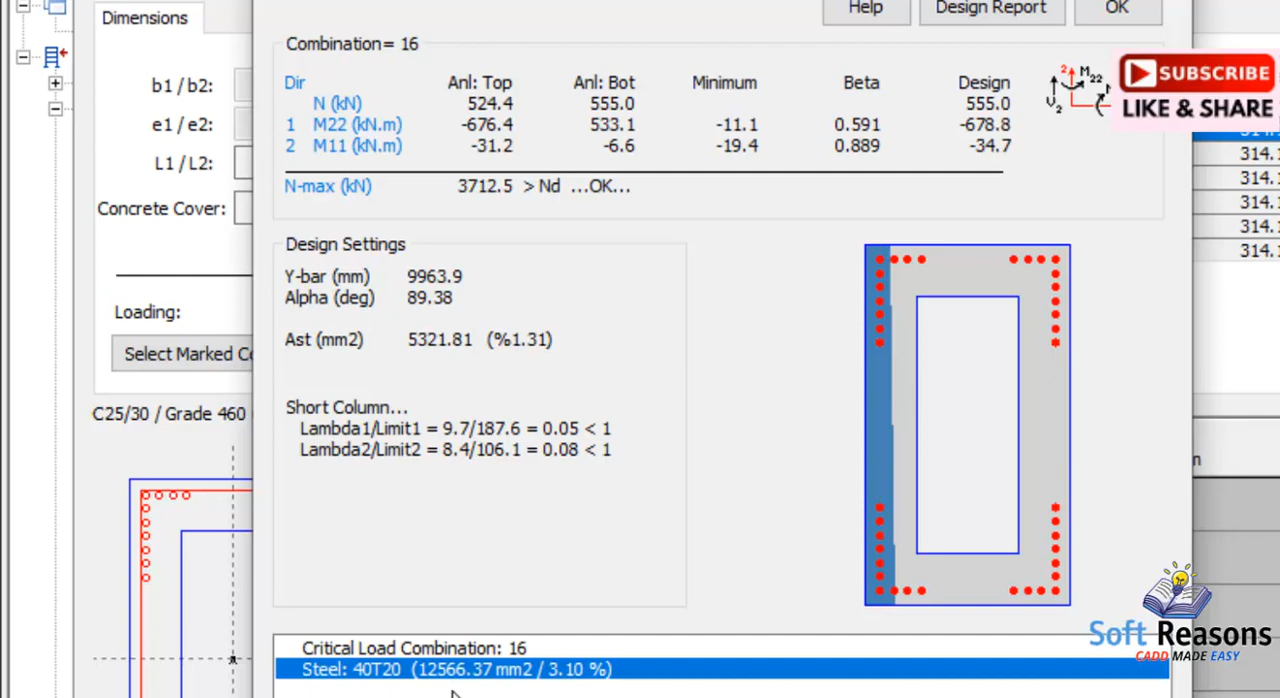 Dimensions
Help
Design Report
OK
Combination= 16
b1 / b2:
e1 / e2:
L1 / L2:
Concrete Cover:
Dir Anl: Top Anl: Bot Minimum Beta Design
N (kN) 524.4 555.0 555.0
1 M22 (kN.m) -676.4 533.1 -11.1 0.591 -678.8
2 M11 (kN.m) -31.2 -6.6 -19.4 0.889 -34.7
N-max (kN) 3712.5 > Nd ...OK...
2 M22
V2
SUBSCRIBE
LIKE & SHARE
314.1
314.1
314.1
314.1
314.1
Loading:
Select Marked Co
C25/30 / Grade 460
Design Settings
Y-bar (mm) 9963.9
Alpha (deg) 89.38
Ast (mm2) 5321.81 (%1.31)
Short Column...
Lambda1/Limit1 = 9.7/187.6 = 0.05 < 1
Lambda2/Limit2 = 8.4/106.1 = 0.08 < 1
Critical Load Combination: 16
Steel: 40T20 (12566.37 mm2 / 3.10 %)
Soft Reasons
CADD MADE EASY